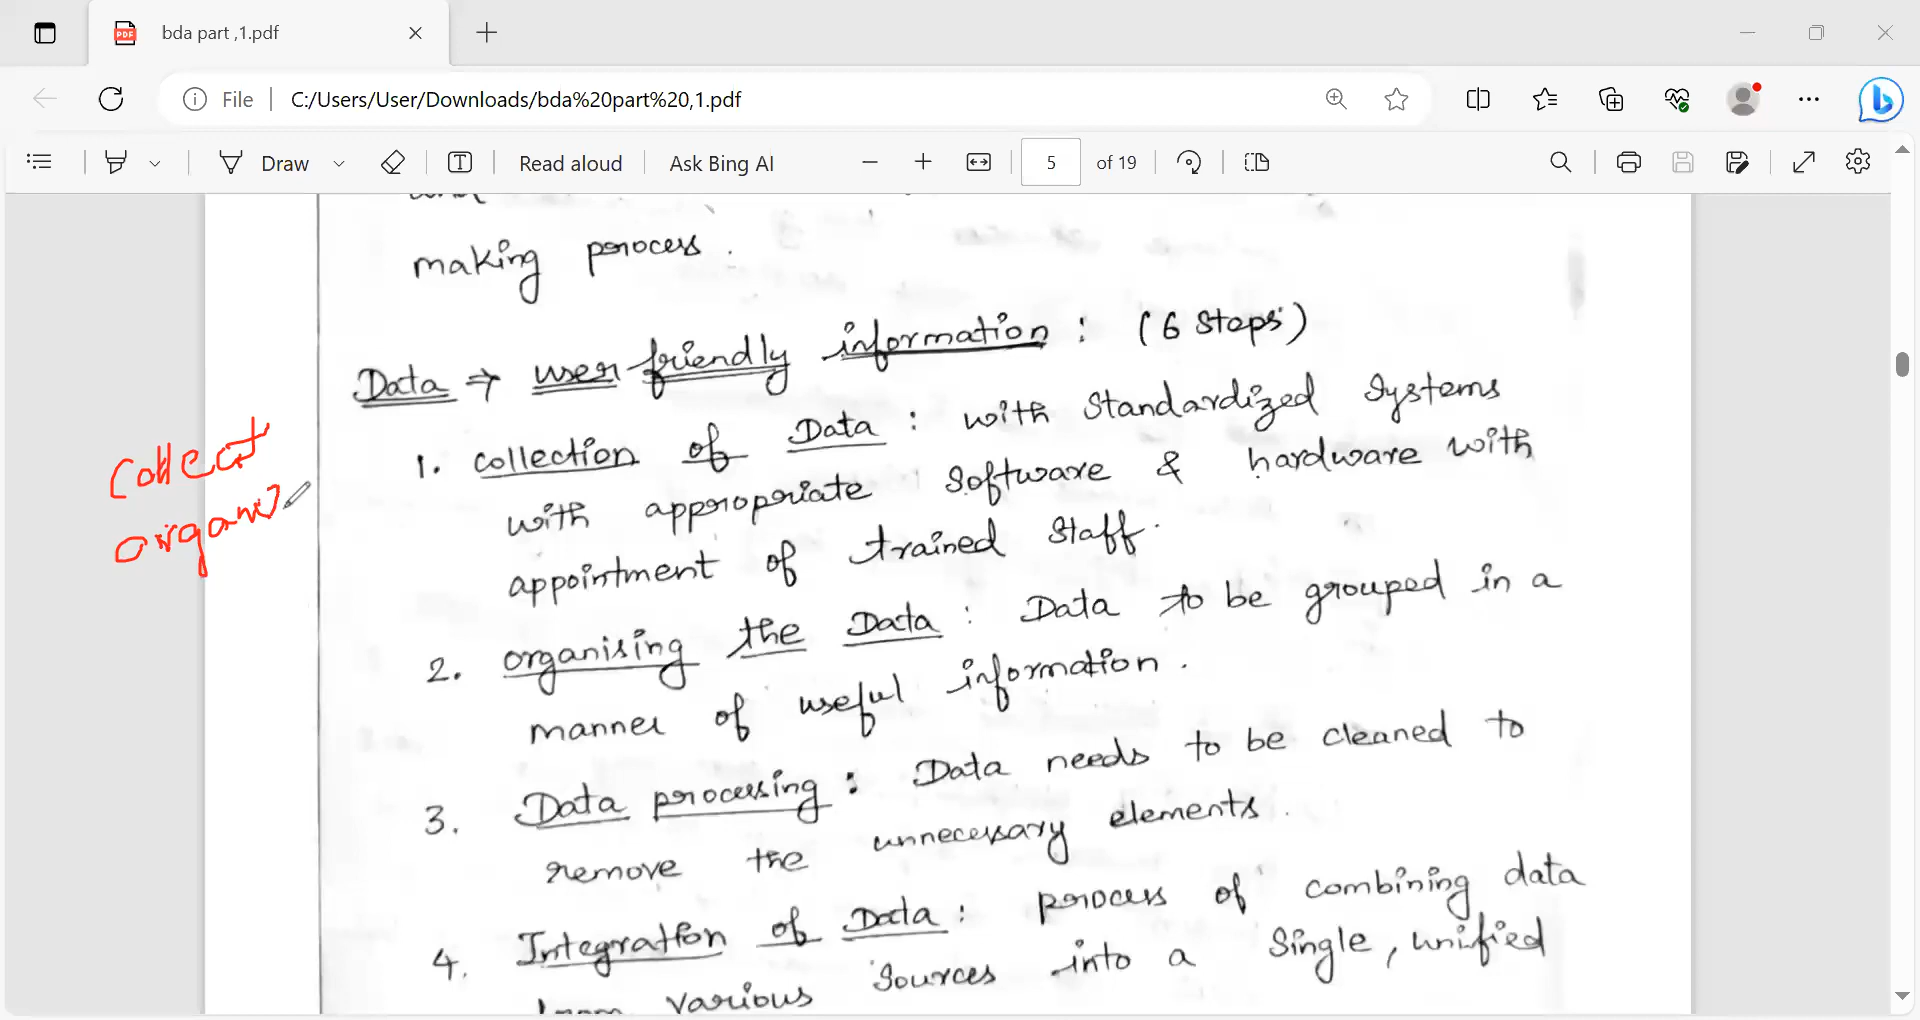 bda part ,1.pdf
File C:/Users/User/Downloads/bda%20part%20,1.pdf
Draw Read aloud Ask Bing AI 5 of 19
making process.
Data ⇒ user-friendly information : (6 Steps)
1. collection of Data : with Standardized Systems
with appropriate Software & hardware with
appointment of trained Staff.
2. organising the Data : Data to be grouped in a
manner of useful information.
3. Data processing : Data needs to be cleaned to
remove the unnecessary elements.
4. Integration of Data : process of combining data
from various Sources into a Single, unified
Collect